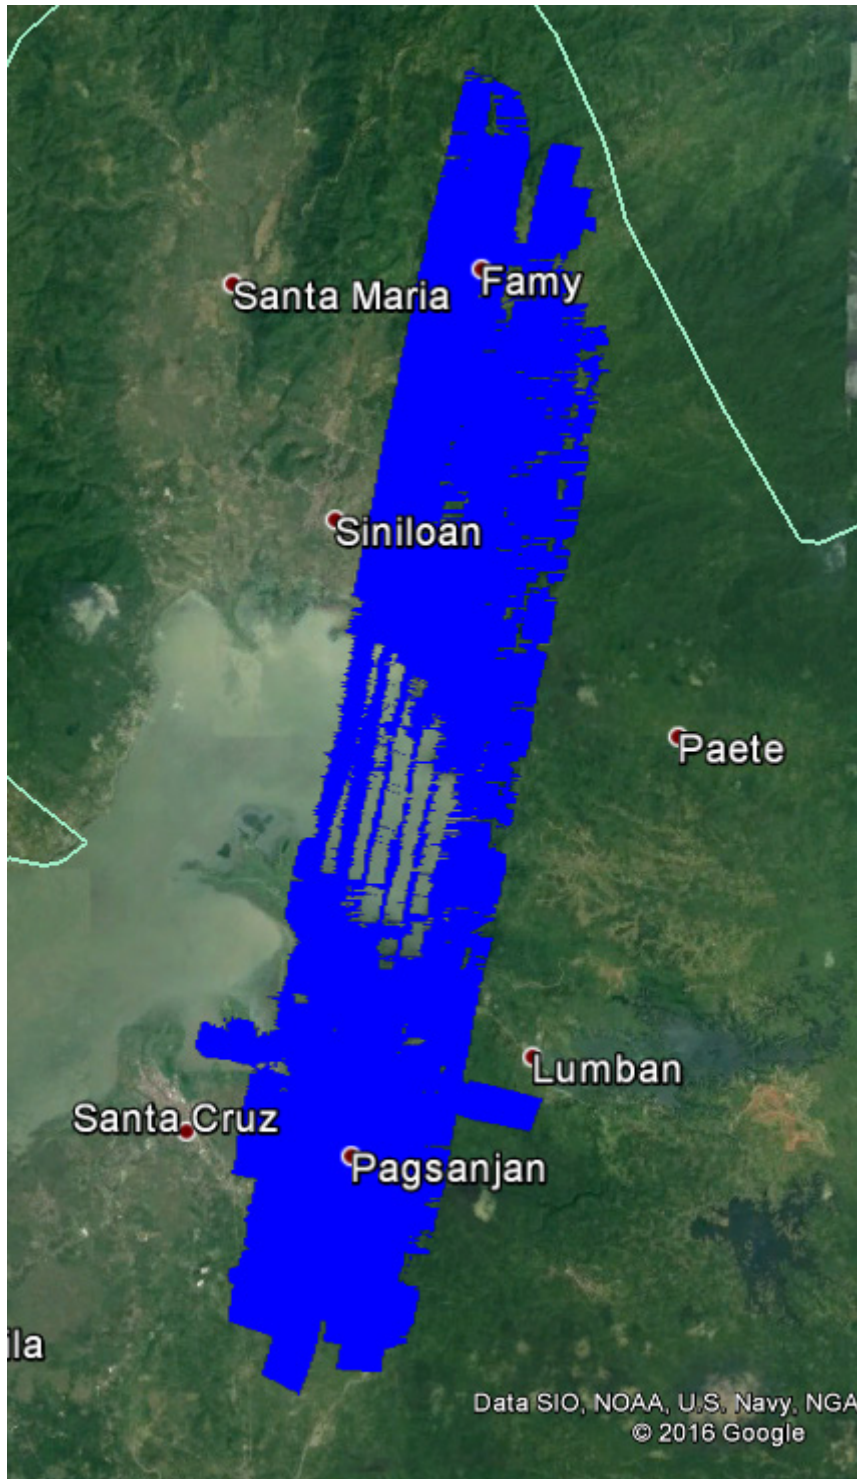 Famy
Santa Maria
Siniloan
Paete
Lumban
Santa Cruz
Pagsanjan
ila
Data SIO, NOAA, U.S. Navy, NGA
© 2016 Google